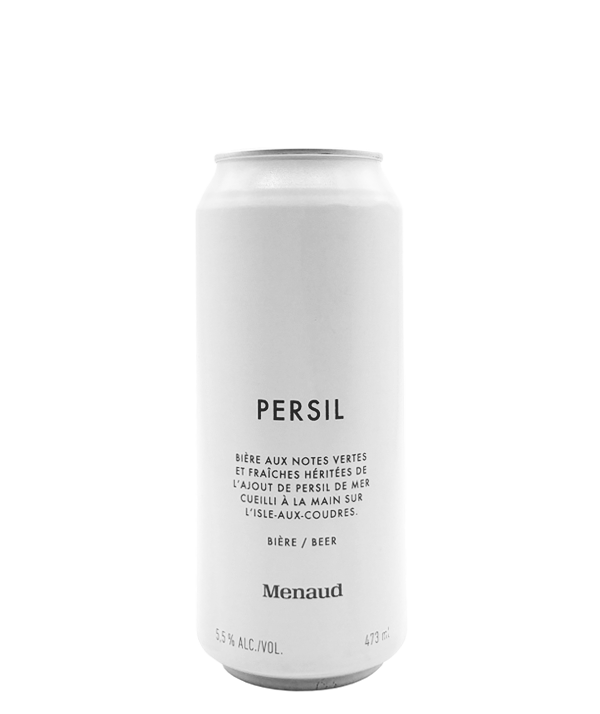 PERSIL
BIÈRE AUX NOTES VERTES
ET FRAÎCHES HÉRITÉES DE
L'AJOUT DE PERSIL DE MER
CUEILLI À LA MAIN SUR
L'ISLE-AUX-COUDRES.
BIÈRE / BEER
Menaud
5,5 % ALC./VOL. 473 ml